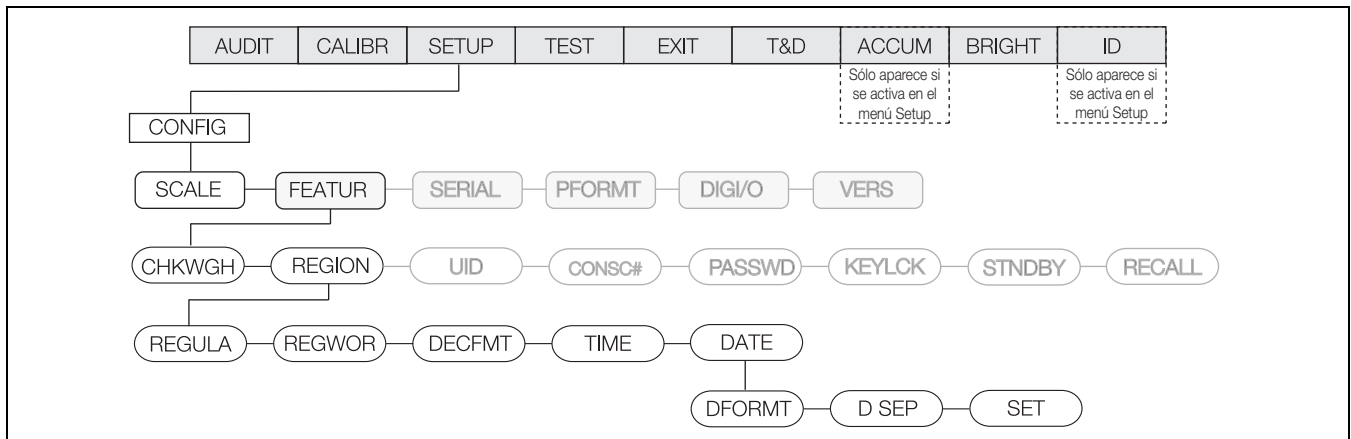 AUDIT CALIBR SETUP TEST EXIT T&D ACCUM BRIGHT ID
Sólo aparece si
se activa en el
menú Setup
Sólo aparece si
se activa en el
menú Setup
CONFIG
SCALE FEATUR SERIAL PFORMT DIGI/O VERS
CHKWGH REGION UID CONSC# PASSWD KEYLCK STNDBY RECALL
REGULA REGWOR DECFMT TIME DATE
DFORMT D SEP SET